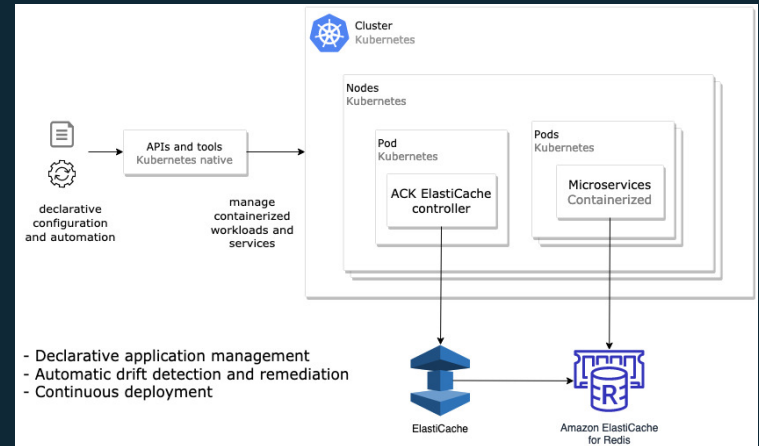 Cluster
Kubernetes
Nodes
Kubernetes
APIs and tools
Kubernetes native
Pod
Kubernetes
Pods
Kubernetes
ACK ElastiCache
controller
Microservices
Containerized
declarative
configuration
and automation
manage
containerized
workloads and
services
- Declarative application management
- Automatic drift detection and remediation
- Continuous deployment
R
ElastiCache
Amazon ElastiCache
for Redis